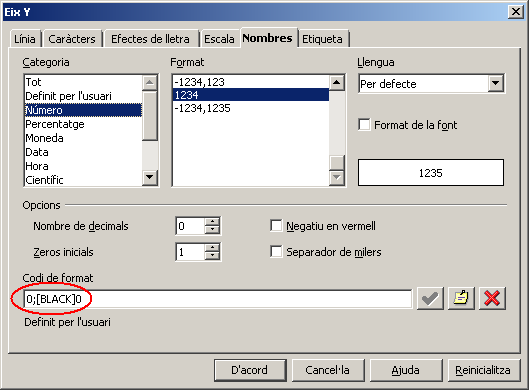 Eix Y
Línia Caràcters Efectes de lletra Escala Nombres Etiqueta
Categoria
Tot
Definit per l'usuari
Número
Percentatge
Moneda
Data
Hora
Científic
Format
-1234,123
1234
-1234,1235
Llengua
Per defecte
Format de la font
1235
Opcions
Nombre de decimals 0
Negatiu en vermell
Zeros inicials 1
Separador de milers
Codi de format
0;[BLACK]0
Definit per l'usuari
D'acord Cancel·la Ajuda Reinicialitza